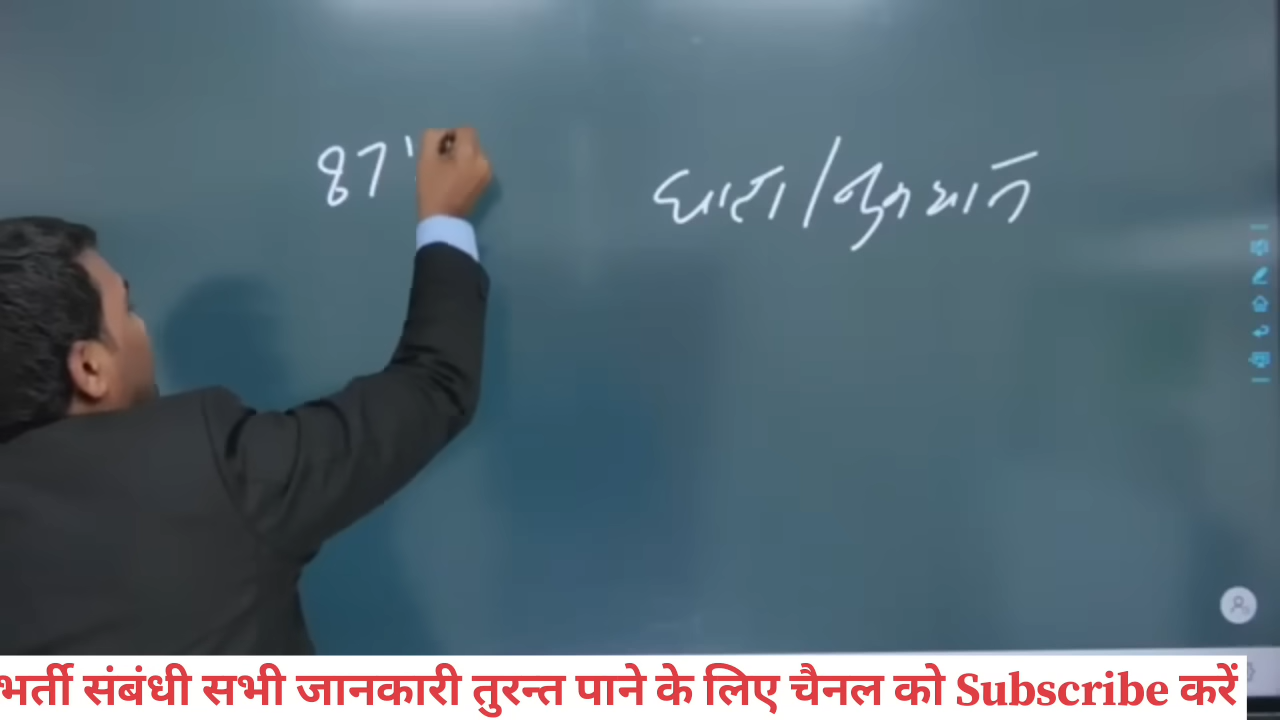 87
घाटा/नुकसान
भर्ती संबंधी सभी जानकारी तुरन्त पाने के लिए चैनल को Subscribe करें